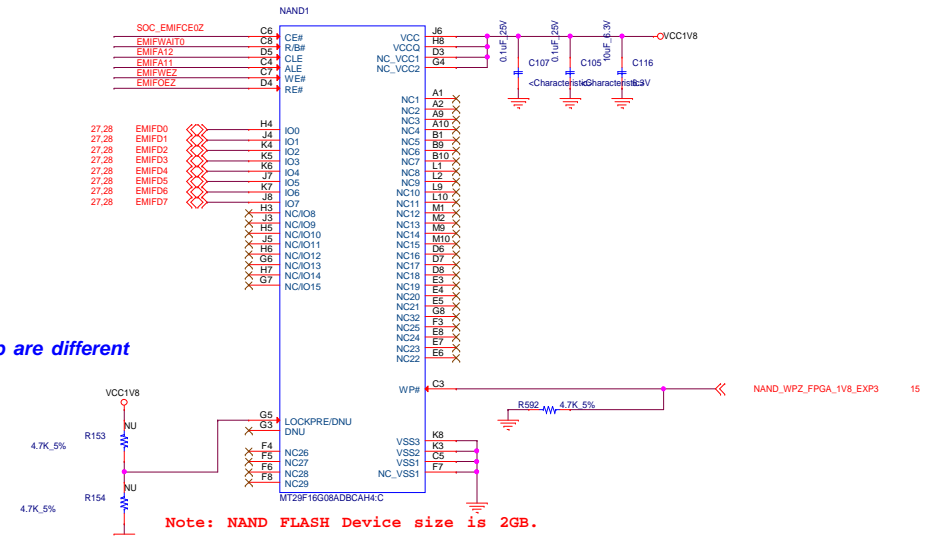 NAND1
SOC_EMIFCE0Z C6 CE#
EMIFWAIT0 C8 R/B#
EMIFA12 D5 CLE
EMIFA11 C4 ALE
EMIFWEZ C7 WE#
EMIFOEZ D4 RE#
VCC J6
VCCQ H8
NC_VCC1 D3
NC_VCC2 G4
VCC1V8
0.1uF_25V
0.1uF_25V
10uF_6.3V
C107 C105 C116
6.3V
27,28 EMIFD0 H4 IO0
27,28 EMIFD1 J4 IO1
27,28 EMIFD2 K4 IO2
27,28 EMIFD3 K5 IO3
27,28 EMIFD4 K6 IO4
27,28 EMIFD5 J7 IO5
27,28 EMIFD6 K7 IO6
27,28 EMIFD7 J8 IO7
H3 NC/IO8
J3 NC/IO9
H5 NC/IO10
J5 NC/IO11
H6 NC/IO12
G6 NC/IO13
H7 NC/IO14
G7 NC/IO15
NC1 A1
NC2 A2
NC3 A9
NC4 A10
NC5 B1
NC6 B9
NC7 B10
NC8 L1
NC9 L2
NC10 L9
NC11 L10
NC12 M1
NC13 M2
NC14 M9
NC15 M10
NC16 D6
NC17 D7
NC18 D8
NC19 E3
NC20 E4
NC21 E5
NC32 G8
NC25 F3
NC24 E8
NC23 E7
NC22 E6
are different
WP# C3 NAND_WPZ_FPGA_1V8_EXP3 15
R592 4.7K_5%
VCC1V8
NU
R153
4.7K_5%
NU
R154
4.7K_5%
G5 LOCKPRE/DNU
G3 DNU
F4 NC26
F5 NC27
F6 NC28
F8 NC29
VSS3 K8
VSS2 K3
VSS1 C5
NC_VSS1 F7
MT29F16G08ADBCAH4:C
Note: NAND FLASH Device size is 2GB.